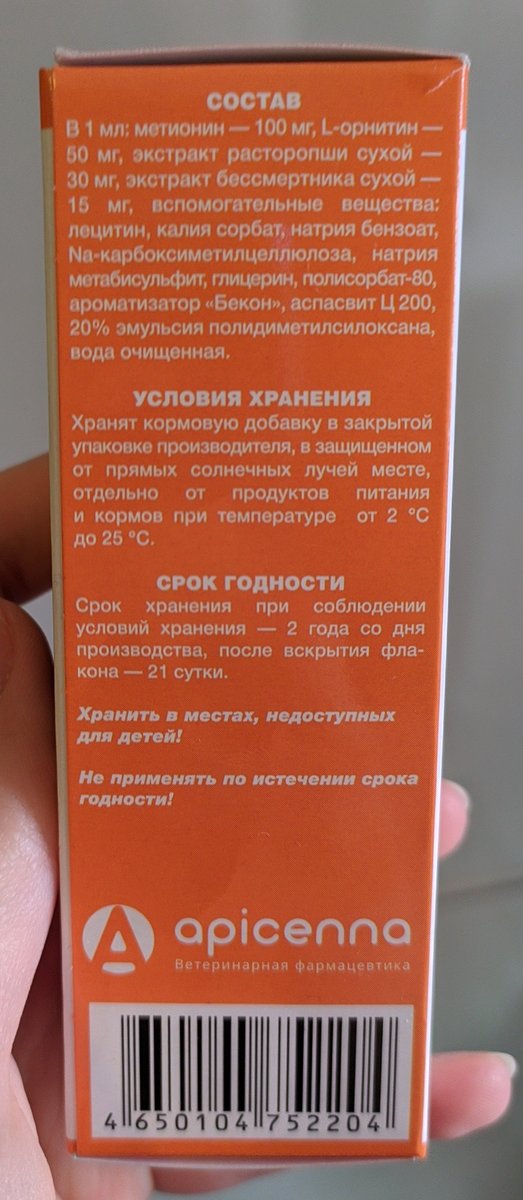 СОСТАВ
В 1 мл: метионин — 100 мг, L-орнитин —
50 мг, экстракт расторопши сухой —
30 мг, экстракт бессмертника сухой —
15 мг, вспомогательные вещества:
лецитин, калия сорбат, натрия бензоат,
Na-карбоксиметилцеллюлоза, натрия
метабисульфит, глицерин, полисорбат-80,
ароматизатор «Бекон», аспасвит Ц 200,
20% эмульсия полидиметилсилоксана,
вода очищенная.
УСЛОВИЯ ХРАНЕНИЯ
Хранят кормовую добавку в закрытой
упаковке производителя, в защищенном
от прямых солнечных лучей месте,
отдельно от продуктов питания
и кормов при температуре от 2 °С
до 25 °С.
СРОК ГОДНОСТИ
Срок хранения при соблюдении
условий хранения — 2 года со дня
производства, после вскрытия фла-
кона — 21 сутки.
Хранить в местах, недоступных
для детей!
Не применять по истечении срока
годности!
apicenna
Ветеринарная фармацевтика
4 650104 752204